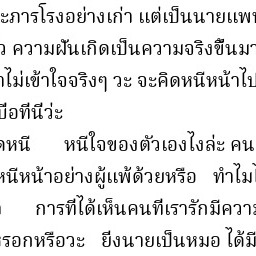 ะภารโรงอย่างเก่า แต่เป็นนายแพท
ว ความฝันเกิดเป็นความจริงขึ้นมา
าไม่เข้าใจจริงๆ วะ จะคิดหนีหน้าไป
บือทีนีว่ะ
ดหนี หนีใจของตัวเองไงล่ะ คน
หนีหน้าอย่างผู้แพ้ด้วยหรือ ทำไมไ
การที่ได้เห็นคนที่เรารักมีควา
รอกหรือวะ ยิ่งนายเป็นหมอ ได้มี